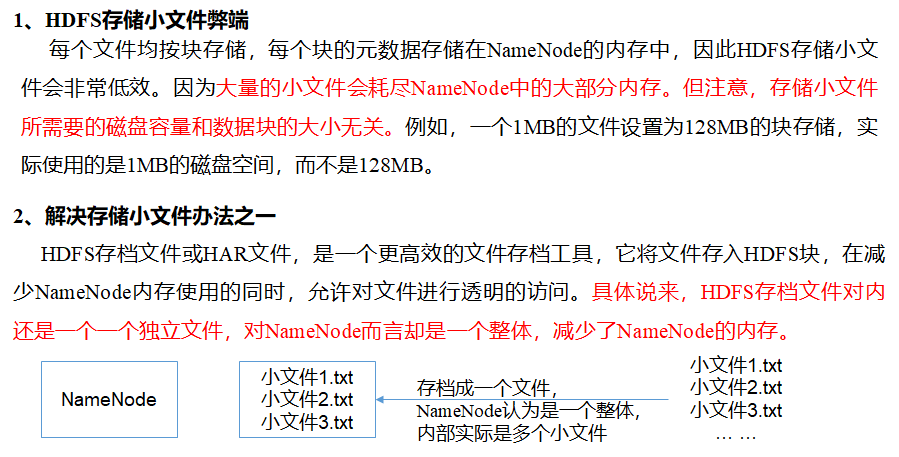 1、HDFS存储小文件弊端
每个文件均按块存储，每个块的元数据存储在NameNode的内存中，因此HDFS存储小文
件会非常低效。因为大量的小文件会耗尽NameNode中的大部分内存。但注意，存储小文件
所需要的磁盘容量和数据块的大小无关。例如，一个1MB的文件设置为128MB的块存储，实
际使用的是1MB的磁盘空间，而不是128MB。
2、解决存储小文件办法之一
HDFS存档文件或HAR文件，是一个更高效的文件存档工具，它将文件存入HDFS块，在减
少NameNode内存使用的同时，允许对文件进行透明的访问。具体说来，HDFS存档文件对内
还是一个一个独立文件，对NameNode而言却是一个整体，减少了NameNode的内存。
NameNode
小文件1.txt
小文件2.txt
小文件3.txt
存档成一个文件，
NameNode认为是一个整体，
内部实际是多个小文件
小文件1.txt
小文件2.txt
小文件3.txt
… …